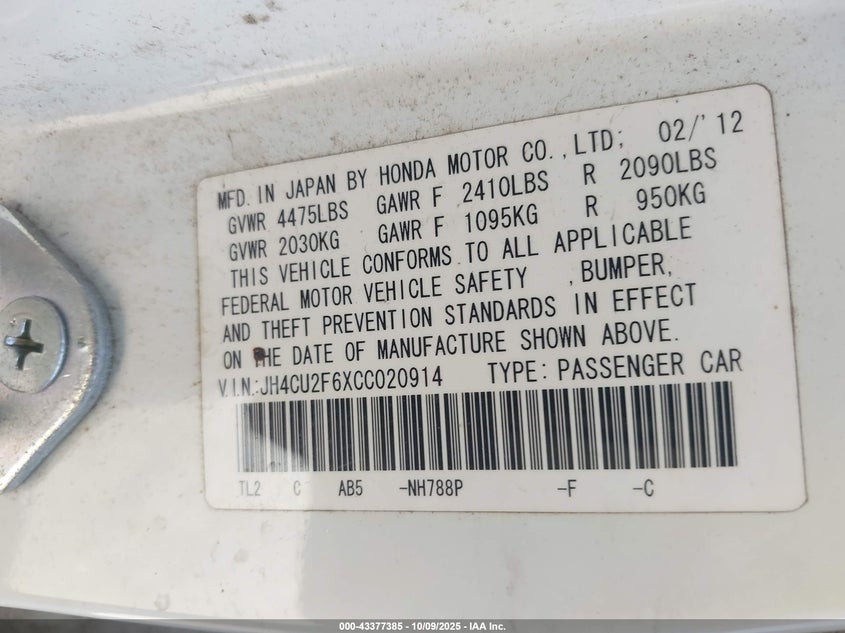 MFD. IN JAPAN BY HONDA MOTOR CO., LTD; 02/'12
GVWR 4475LBS GAWR F 2410LBS R 2090LBS
GVWR 2030KG GAWR F 1095KG R 950KG
THIS VEHICLE CONFORMS TO ALL APPLICABLE
FEDERAL MOTOR VEHICLE SAFETY , BUMPER,
AND THEFT PREVENTION STANDARDS IN EFFECT
ON THE DATE OF MANUFACTURE SHOWN ABOVE.
V.I.N.:JH4CU2F6XCC020914 TYPE: PASSENGER CAR
TL2 C AB5 -NH788P -F -C
000-43377385 - 10/09/2025 - IAA Inc.